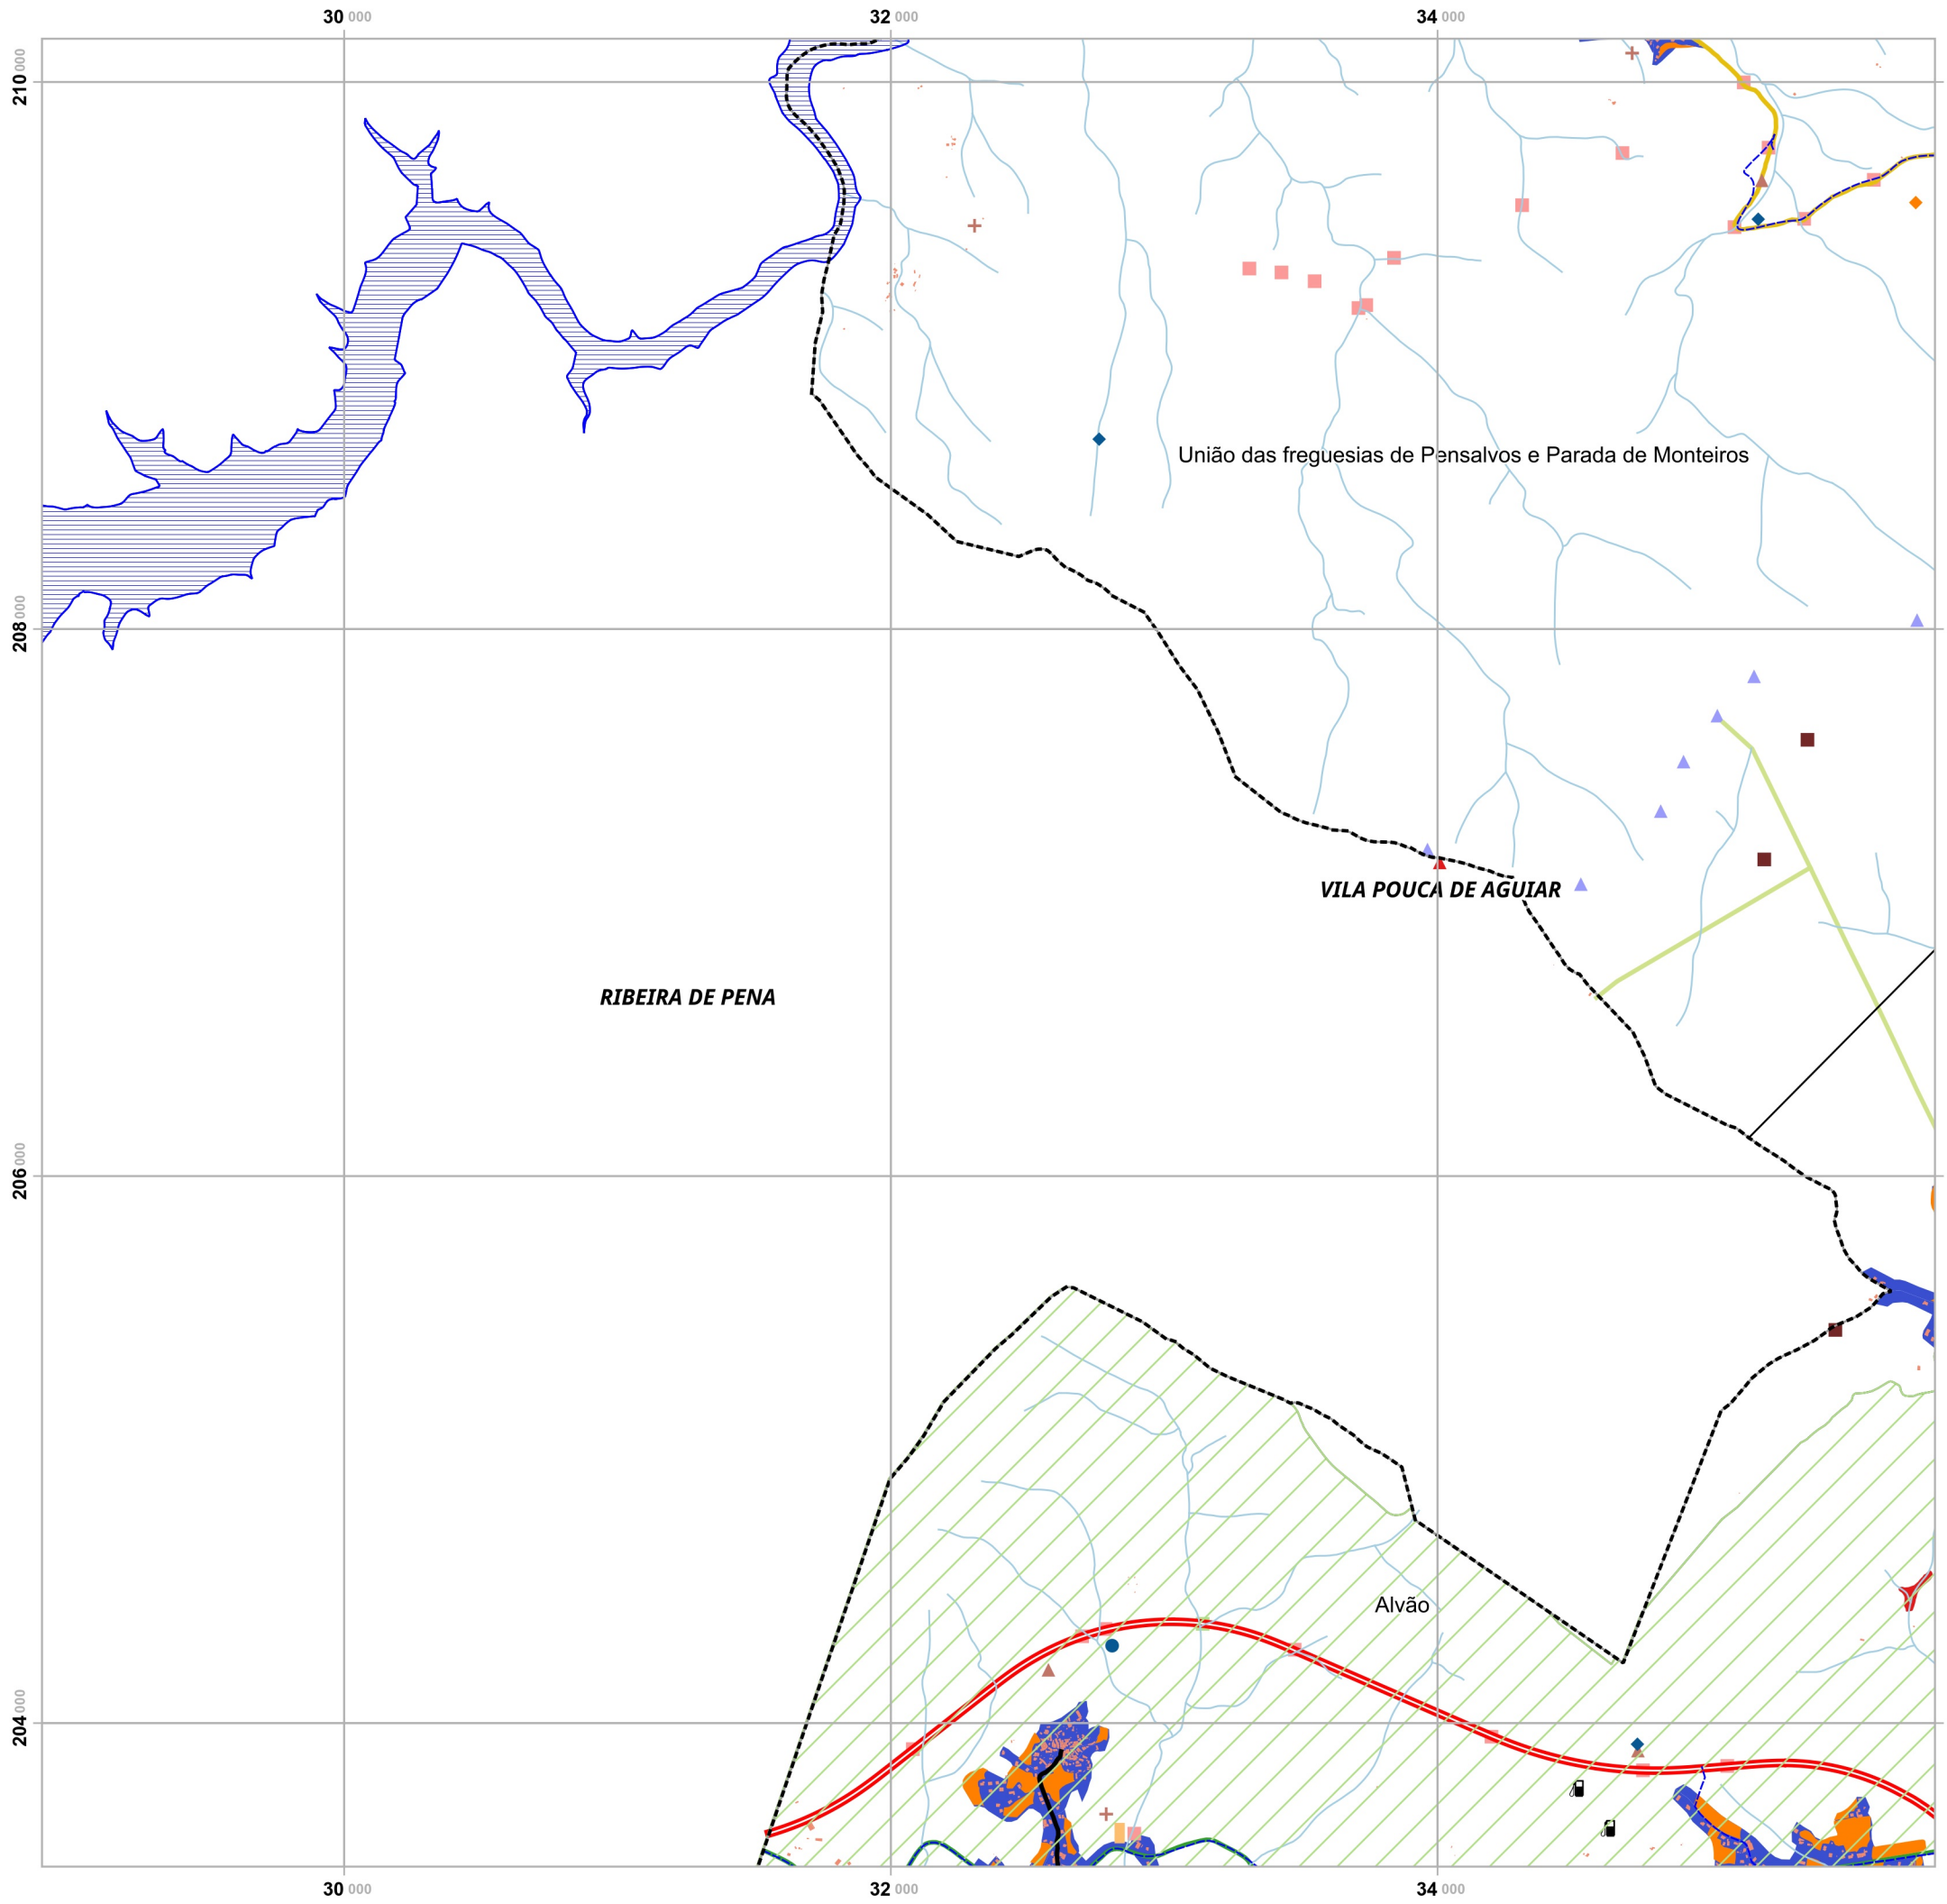 30 000 32 000 34 000
210 000
União das freguesias de Pensalvos e Parada de Monteiros
208 000
VILA POUCA DE AGUIAR
RIBEIRA DE PENA
206 000
Alvão
204 000
30 000 32 000 34 000